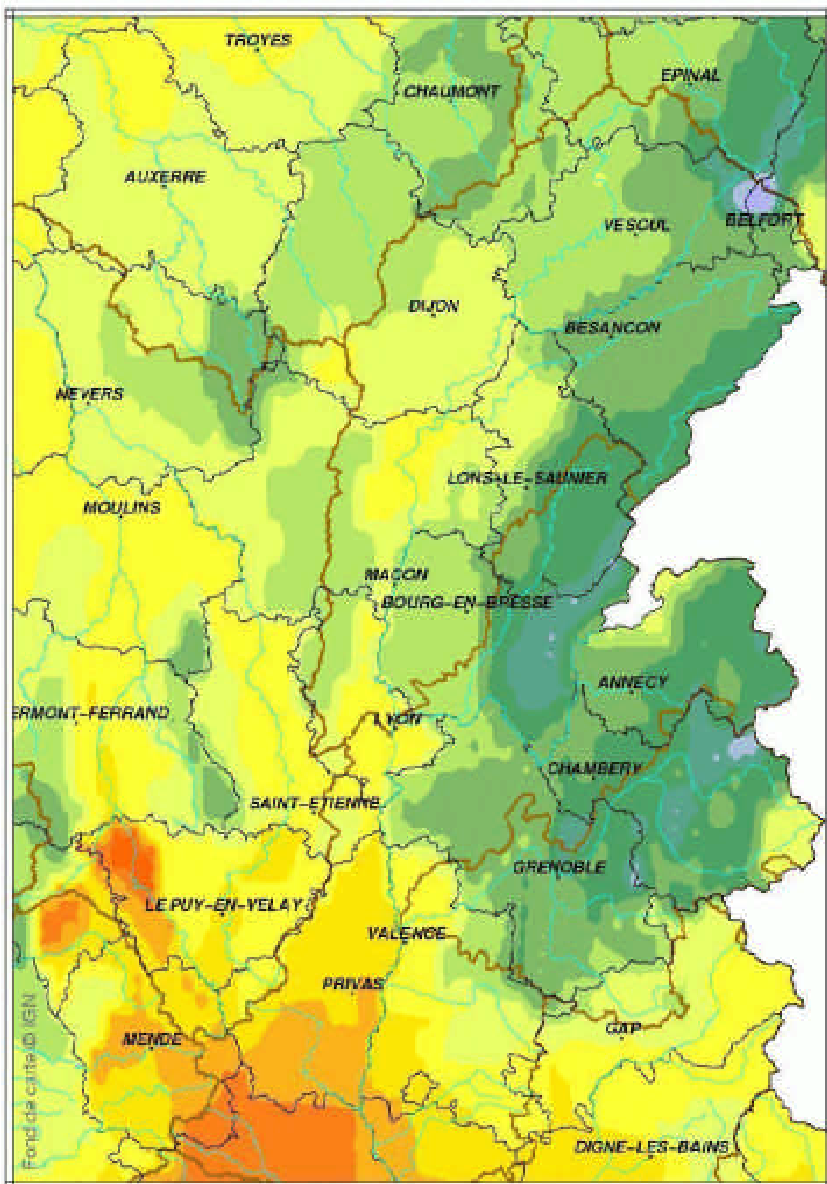 TROYES
EPINAL
CHAUMONT
AUXERRE
BELFORT
VESOUL
DIJON
BESANCON
NEVERS
LONS-LE-SAUNIER
MOULINS
MACON
BOURG-EN-BRESSE
ANNECY
ERMONT-FERRAND
LYON
CHAMBERY
SAINT-ETIENNE
GRENOBLE
LE PUY-EN-VELAY
VALENCE
PRIVAS
GAP
MENDE
DIGNE-LES-BAINS
Fond de carte © IGN